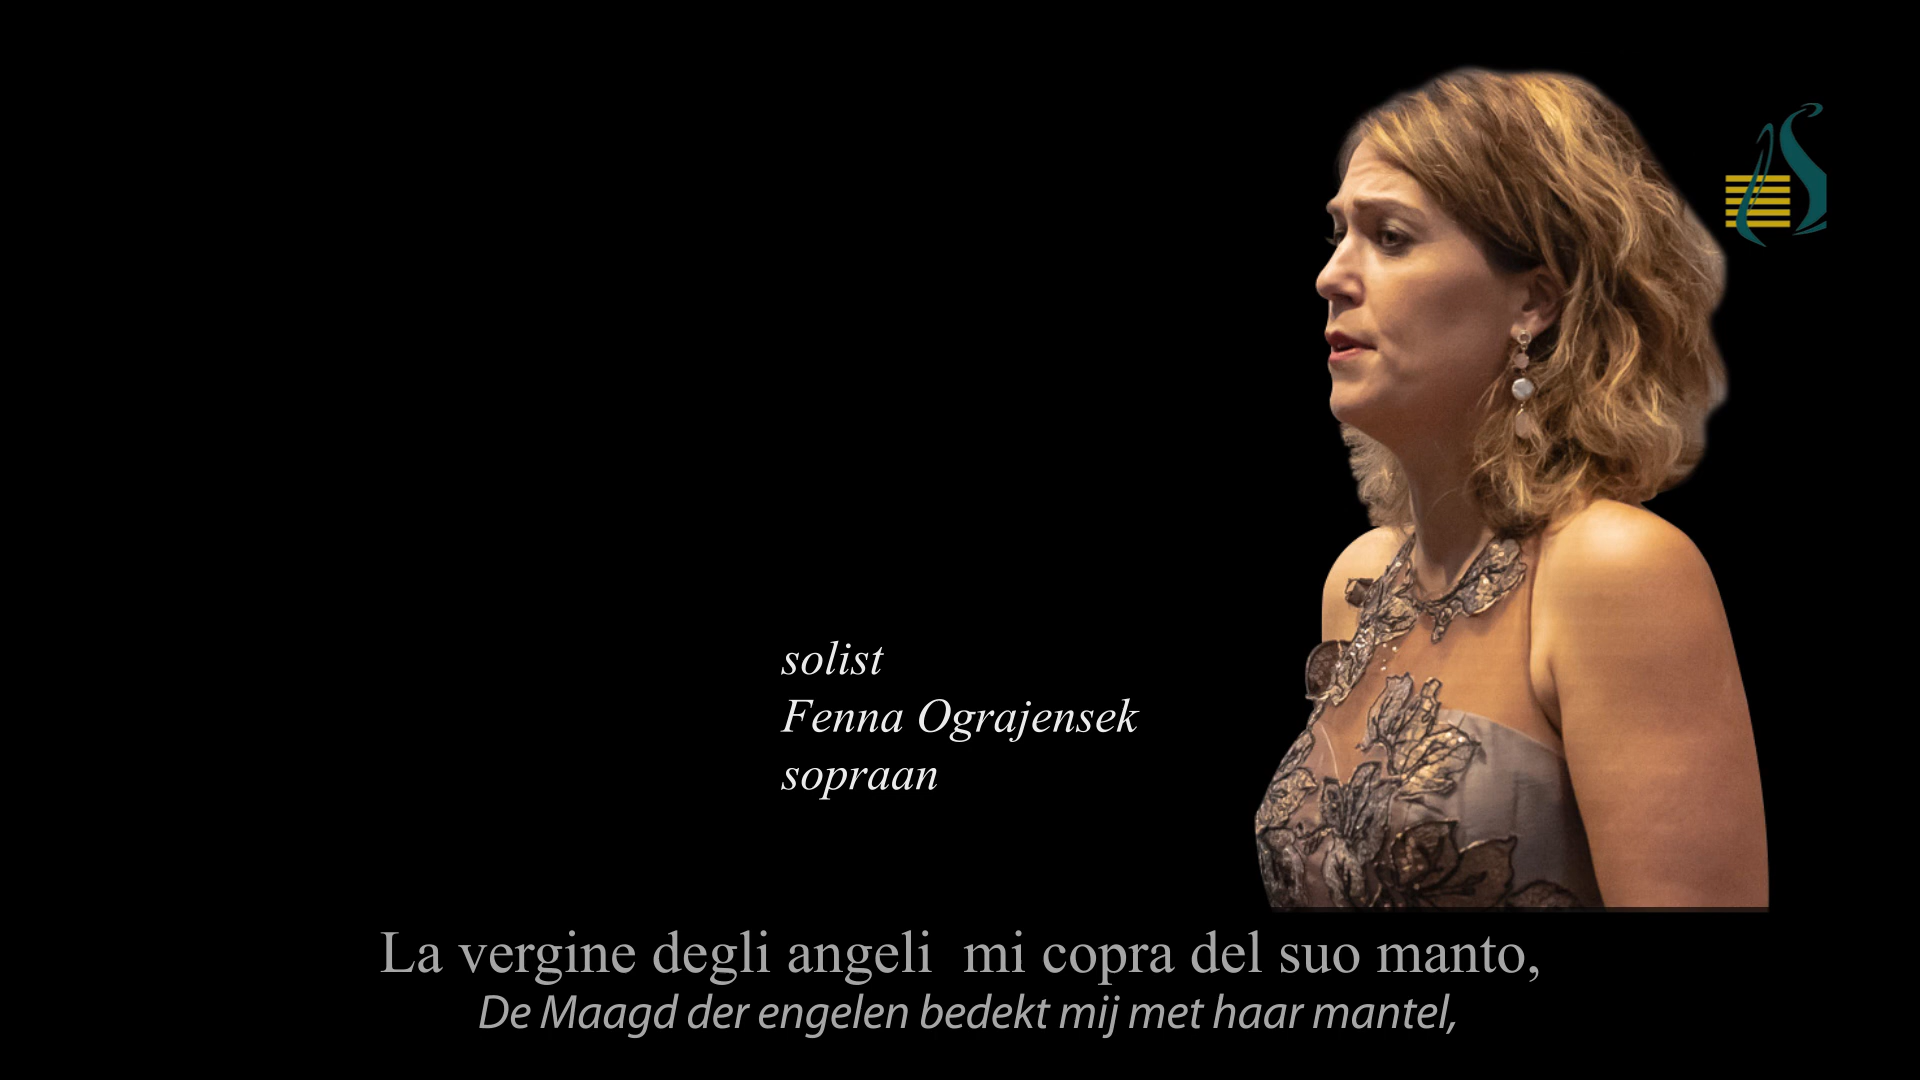 solist
Fenna Ograjensek
sopraan
La vergine degli angeli mi copra del suo manto,
De Maagd der engelen bedekt mij met haar mantel,